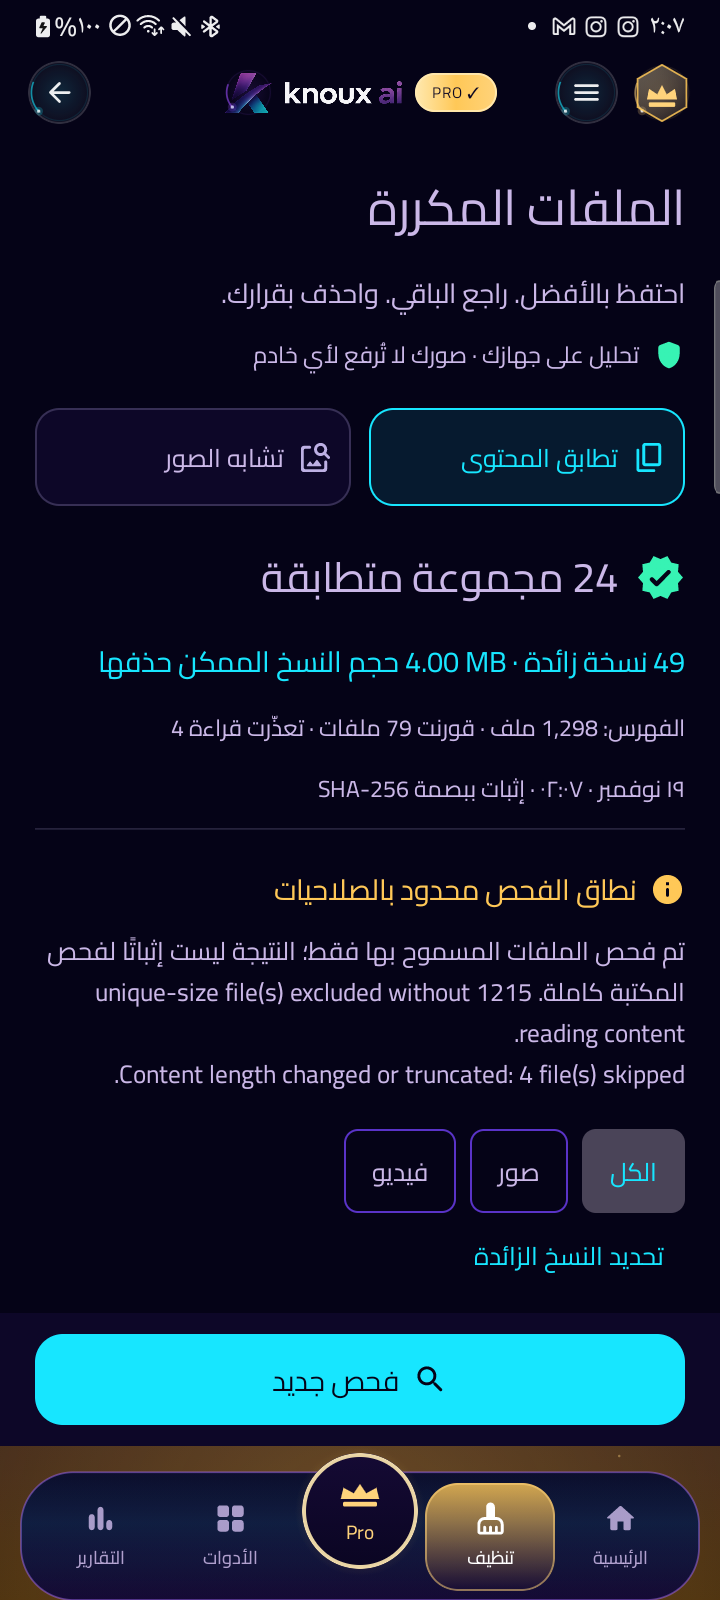 ٢:٠٧
%١٠٠
knoux ai
PRO ✓
الملفات المكررة
احتفظ بالأفضل. راجع الباقي. واحذف بقرارك.
تحليل على جهازك · صورك لا تُرفع لأي خادم
تطابق المحتوى
تشابه الصور
24 مجموعة متطابقة
49 نسخة زائدة · 4.00 MB حجم النسخ الممكن حذفها
الفهرس: 1,298 ملف · قورنت 79 ملفات · تعذّرت قراءة 4
١٩ نوفمبر · ٠٢:٠٧ · إثبات ببصمة SHA-256
نطاق الفحص محدود بالصلاحيات
تم فحص الملفات المسموح بها فقط؛ النتيجة ليست إثباتًا لفحص
المكتبة كاملة. 1215 unique-size file(s) excluded without
reading content.
Content length changed or truncated: 4 file(s) skipped.
الكل
صور
فيديو
تحديد النسخ الزائدة
فحص جديد
الرئيسية
تنظيف
Pro
الأدوات
التقارير